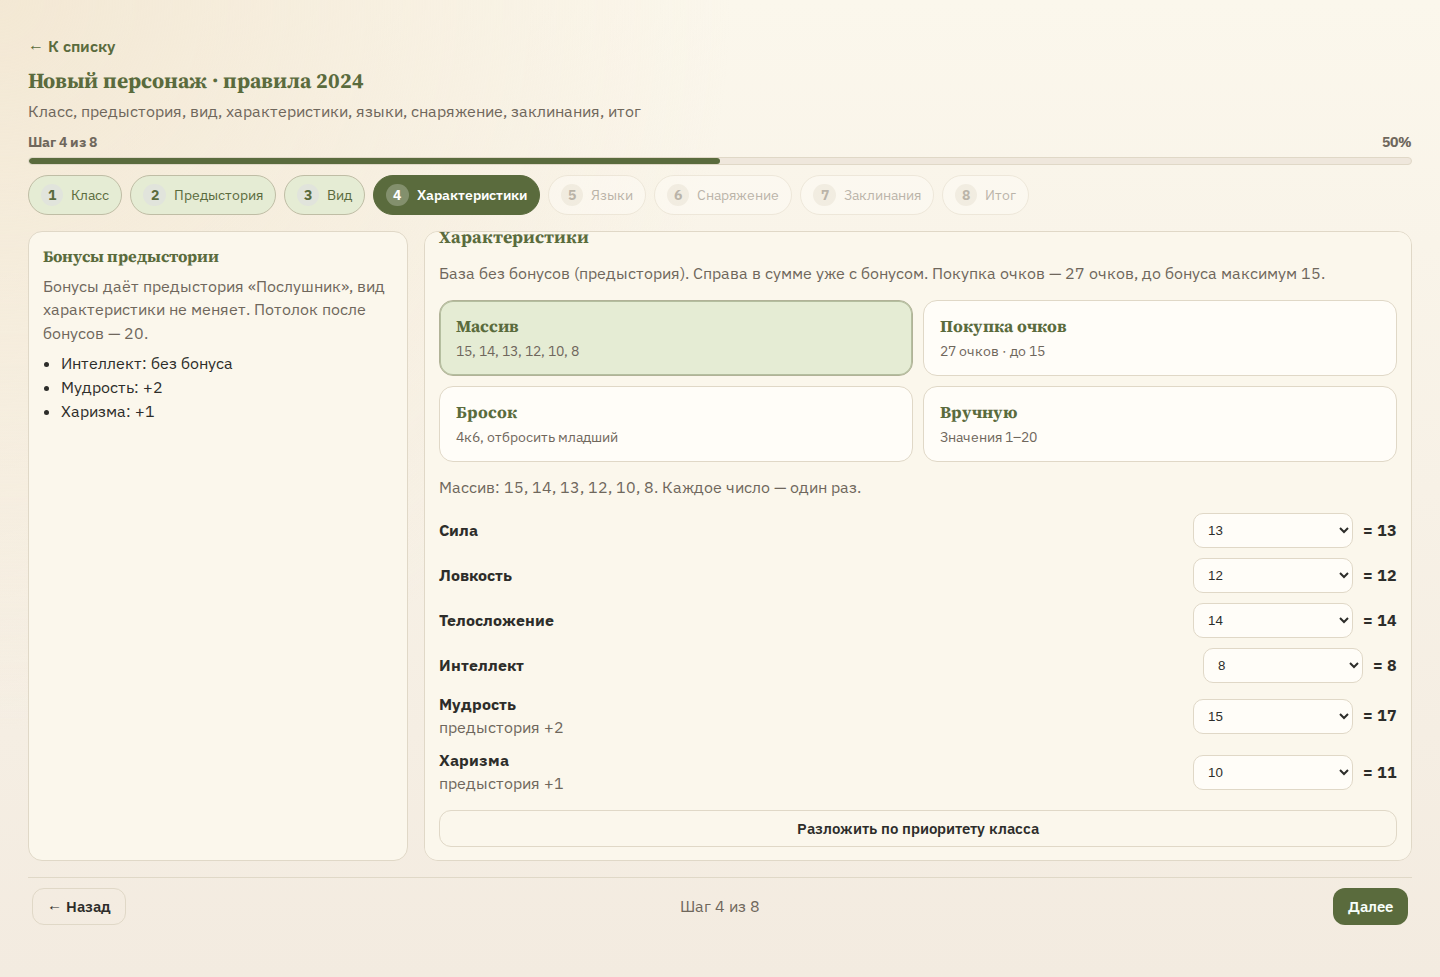 ← К списку
Новый персонаж · правила 2024
Класс, предыстория, вид, характеристики, языки, снаряжение, заклинания, итог
Шаг 4 из 8
50%
1 Класс
2 Предыстория
3 Вид
4 Характеристики
5 Языки
6 Снаряжение
7 Заклинания
8 Итог
Бонусы предыстории
Бонусы даёт предыстория «Послушник», вид
характеристики не меняет. Потолок после
бонусов — 20.
• Интеллект: без бонуса
• Мудрость: +2
• Харизма: +1
Характеристики
База без бонусов (предыстория). Справа в сумме уже с бонусом. Покупка очков — 27 очков, до бонуса максимум 15.
Массив
15, 14, 13, 12, 10, 8
Покупка очков
27 очков · до 15
Бросок
4к6, отбросить младший
Вручную
Значения 1–20
Массив: 15, 14, 13, 12, 10, 8. Каждое число — один раз.
Сила 13 = 13
Ловкость 12 = 12
Телосложение 14 = 14
Интеллект 8 = 8
Мудрость
предыстория +2
15 = 17
Харизма
предыстория +1
10 = 11
Разложить по приоритету класса
← Назад
Шаг 4 из 8
Далее